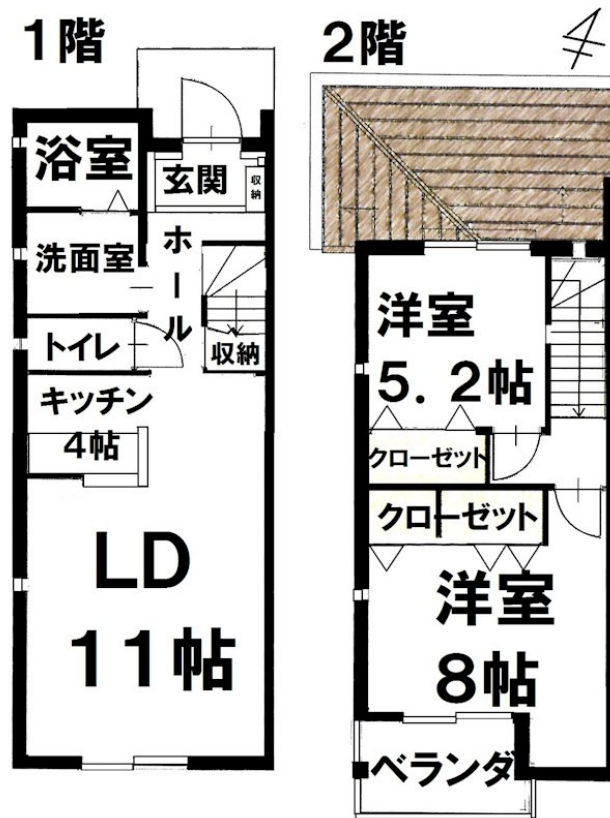 1階
浴室
玄関
収納
洗面室
ホール
トイレ
収納
キッチン
4帖
LD
11帖
2階
4
洋室
5.2帖
クローゼット
クローゼット
洋室
8帖
ベランダ